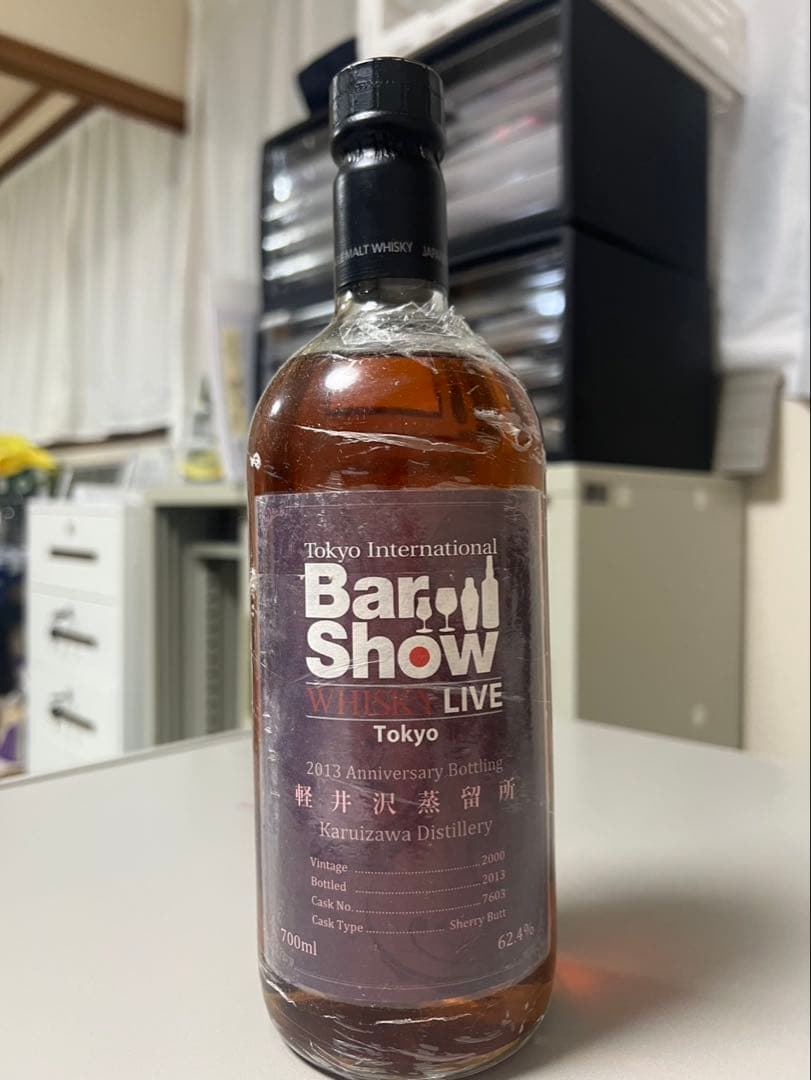 MALT WHISKY JAPA
Tokyo International
Bar
Show
WHISKY LIVE
Tokyo
2013 Anniversary Bottling
軽井沢蒸留所
Karuizawa Distillery
Vintage ........................ 2000
Bottled ........................ 2013
Cask No. ........................ 7603
Cask Type .................... Sherry Butt
700ml 62.4%